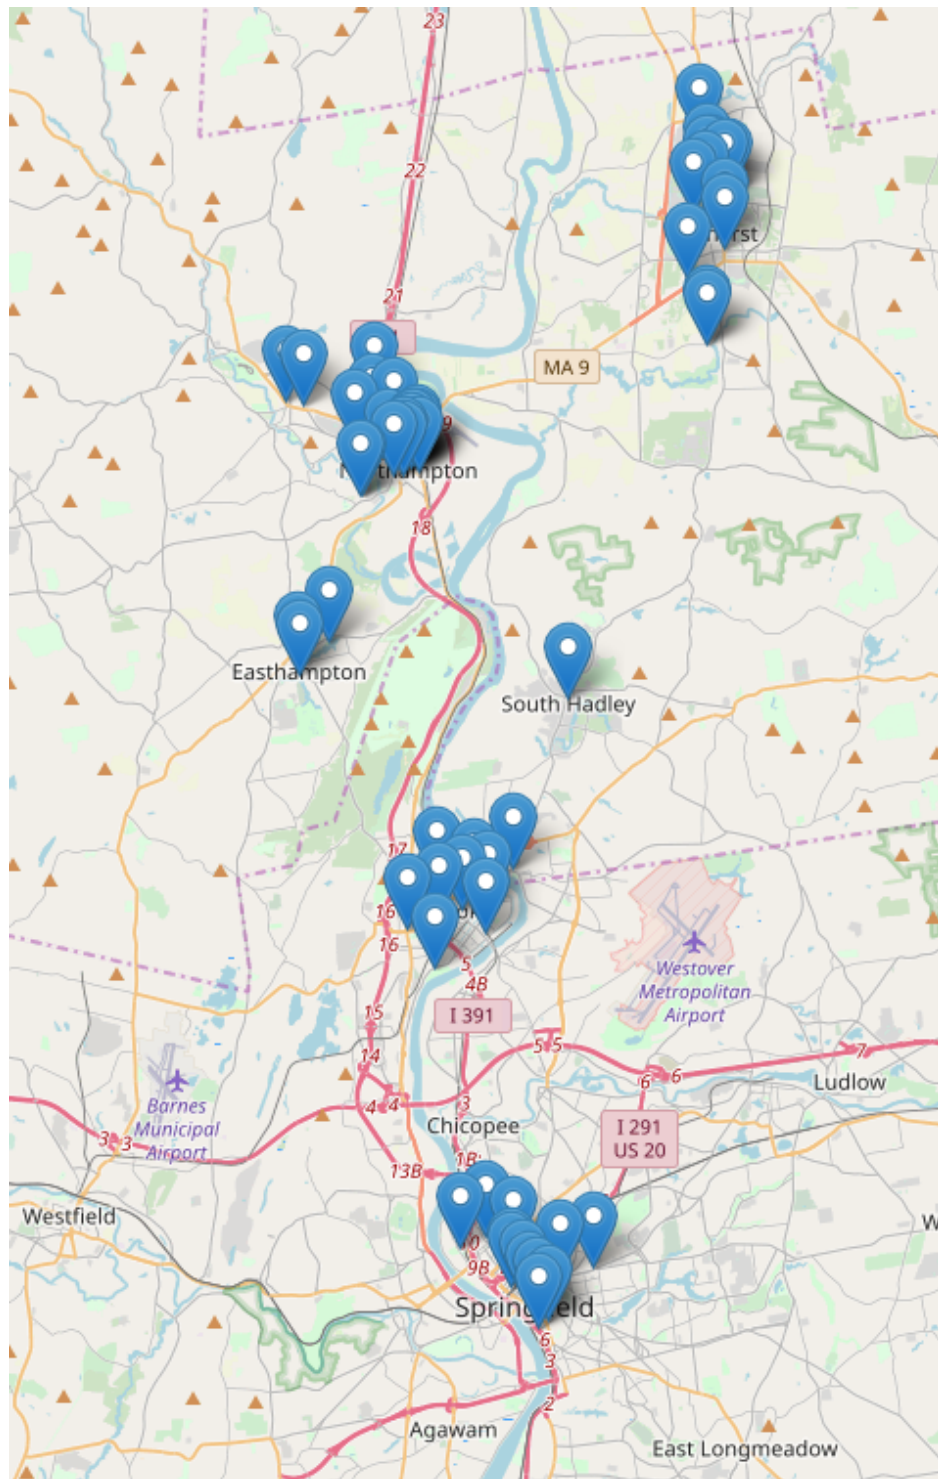 23
22
21
MA 9
18
Easthampton
South Hadley
17
16
16
5
4B
I 391
Westover
Metropolitan
Airport
15
14
5
5
6
6
7
Ludlow
4
4
3
Barnes
Municipal
Airport
3
3
Chicopee
I 291
US 20
13B
1B
Westfield
W
9B
6
3
2
Agawam
East Longmeadow